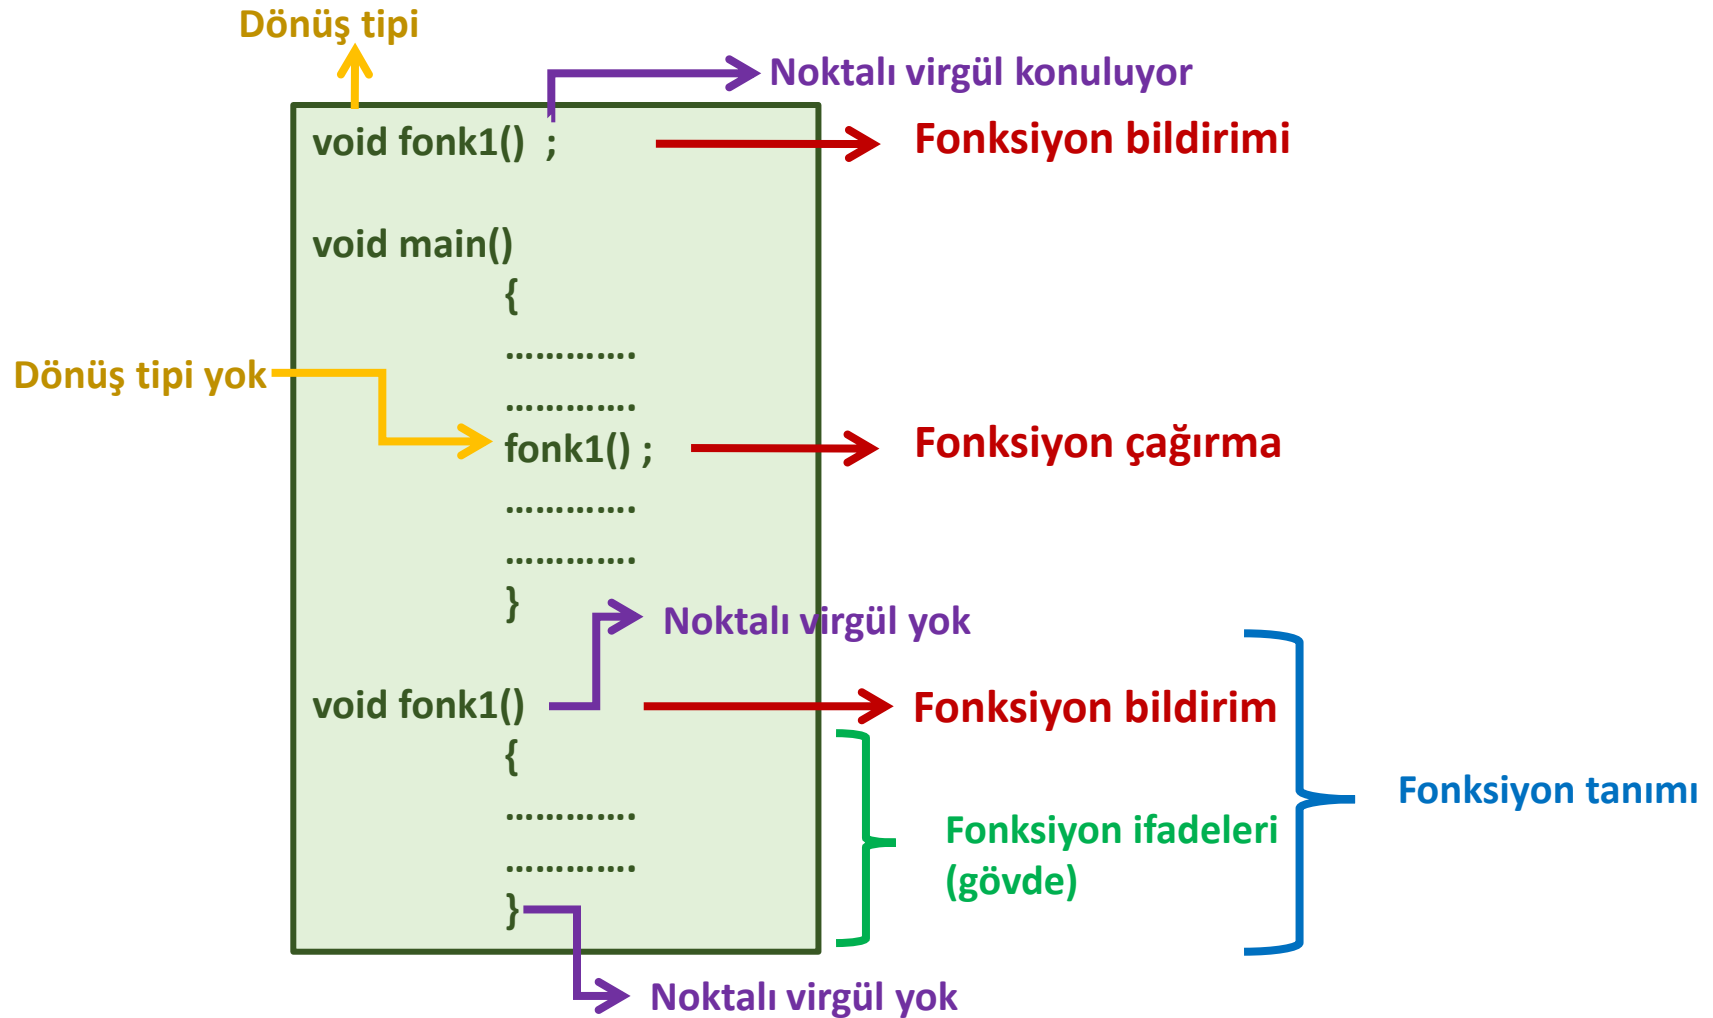 Dönüş tipi
Noktalı virgül konuluyor
void fonk1() ;
Fonksiyon bildirimi
void main()
{
.............
Dönüş tipi yok
.............
fonk1() ;
Fonksiyon çağırma
.............
.............
}
Noktalı virgül yok
void fonk1()
Fonksiyon bildirim
{
Fonksiyon tanımı
.............
Fonksiyon ifadeleri
(gövde)
.............
}
Noktalı virgül yok